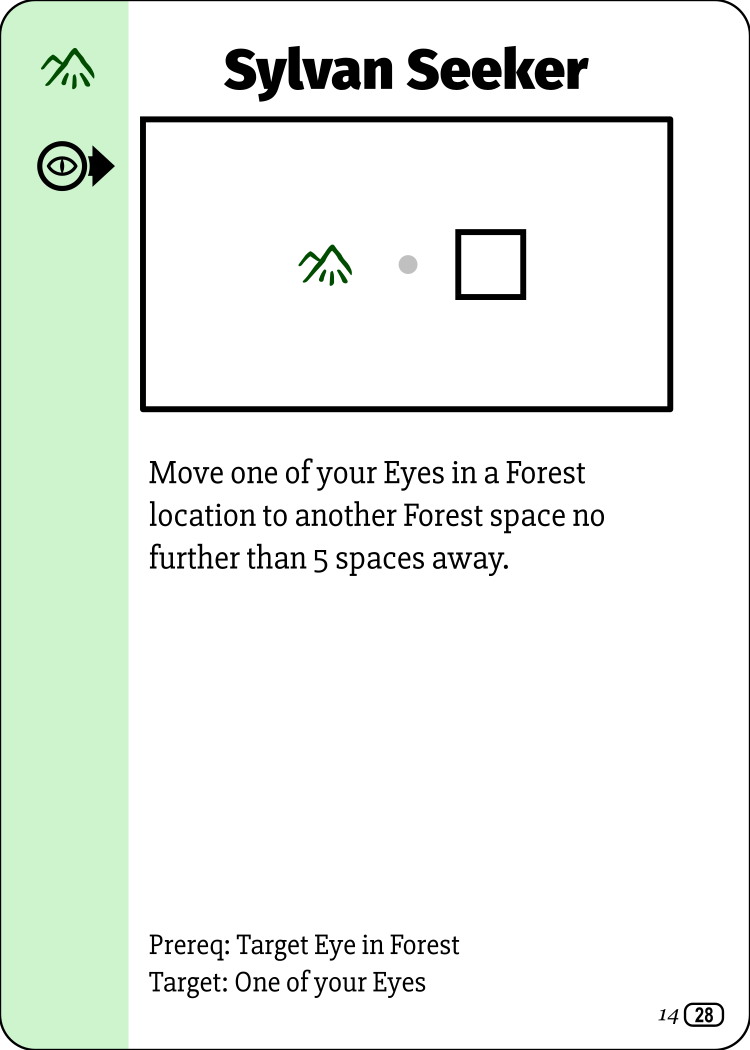 Sylvan Seeker
Move one of your Eyes in a Forest
location to another Forest space no
further than 5 spaces away.
Prereq: Target Eye in Forest
Target: One of your Eyes
14 28